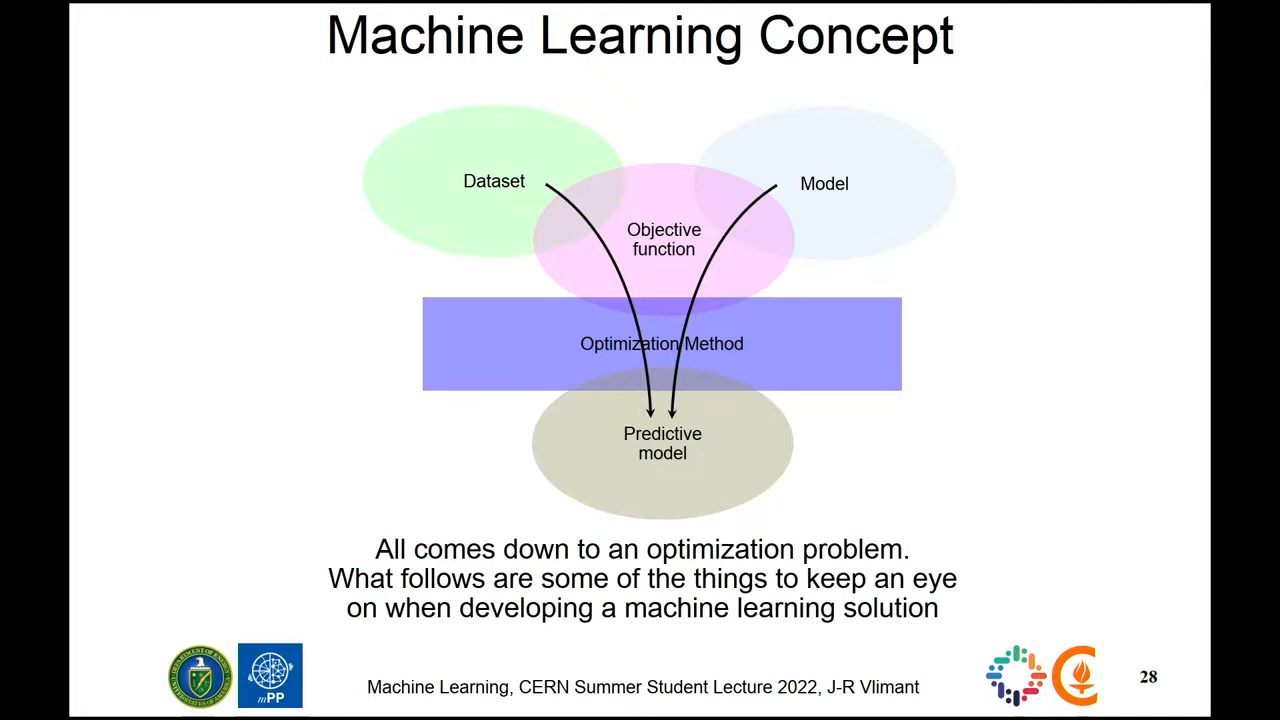 Machine Learning Concept
Dataset
Model
Objective
function
Optimization Method
Predictive
model
All comes down to an optimization problem.
What follows are some of the things to keep an eye
on when developing a machine learning solution
mPP
Machine Learning, CERN Summer Student Lecture 2022, J-R Vlimant
28